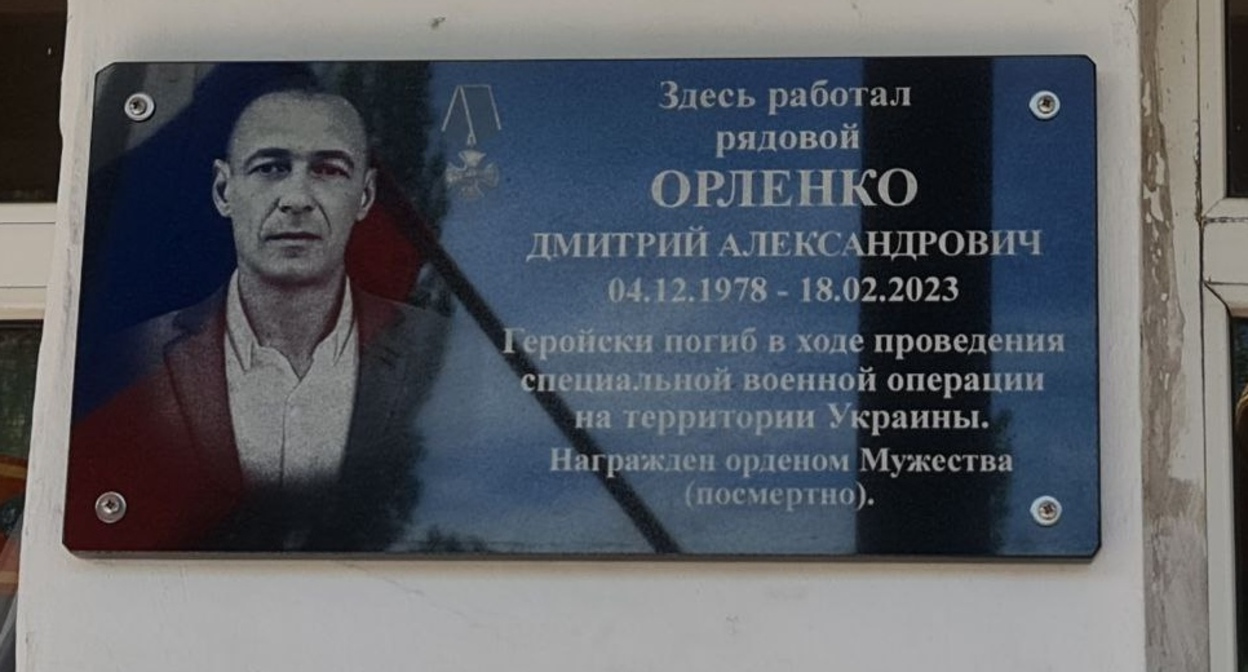 Здесь работал
рядовой
ОРЛЕНКО
ДМИТРИЙ АЛЕКСАНДРОВИЧ
04.12.1978 - 18.02.2023
Геройски погиб в ходе проведения
специальной военной операции
на территории Украины.
Награжден орденом Мужества
(посмертно).